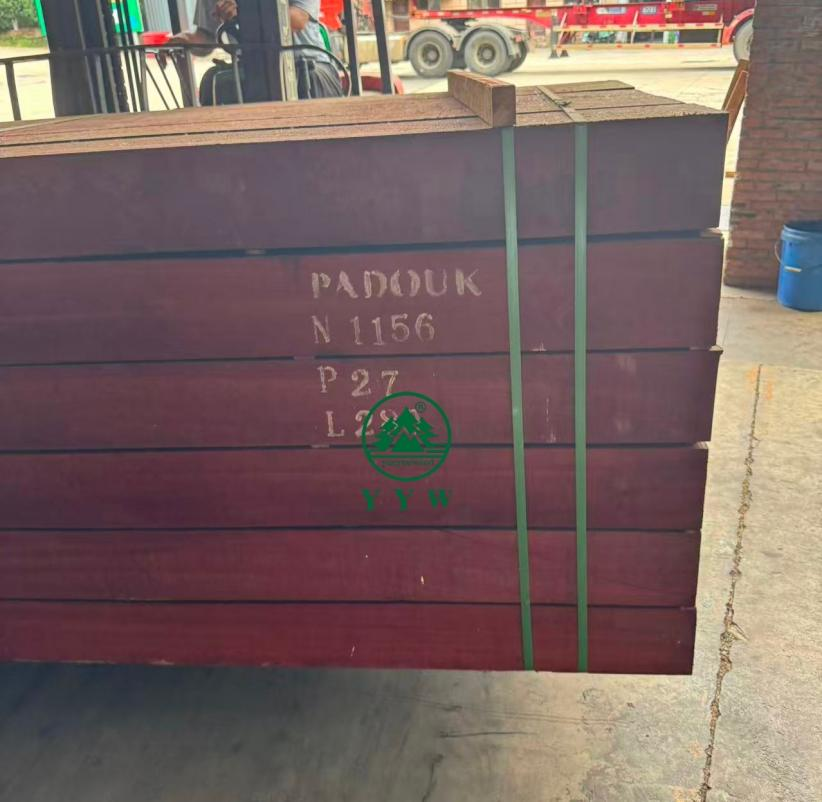 PADOUK
N 1156
P 27
®
YYW